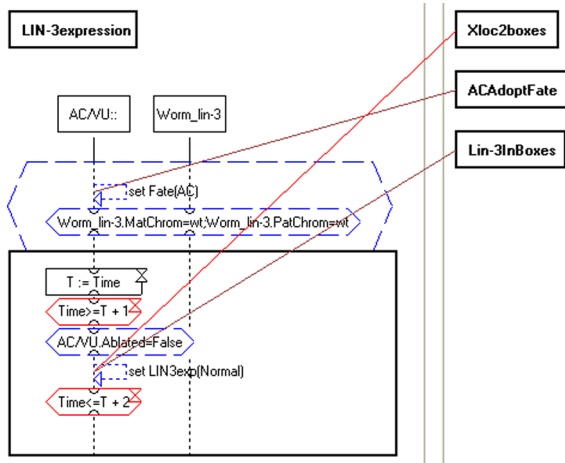 LIN-3expression
Xloc2boxes
ACAdoptFate
AC/VU::
Worm_lin-3
Lin-3InBoxes
set Fate(AC)
Worm_lin-3.MatChrom=wt;Worm_lin-3.PatChrom=wt
T := Time
Time>=T + 1
AC/VU.Ablated=False
set LIN3exp(Normal)
Time<=T + 2